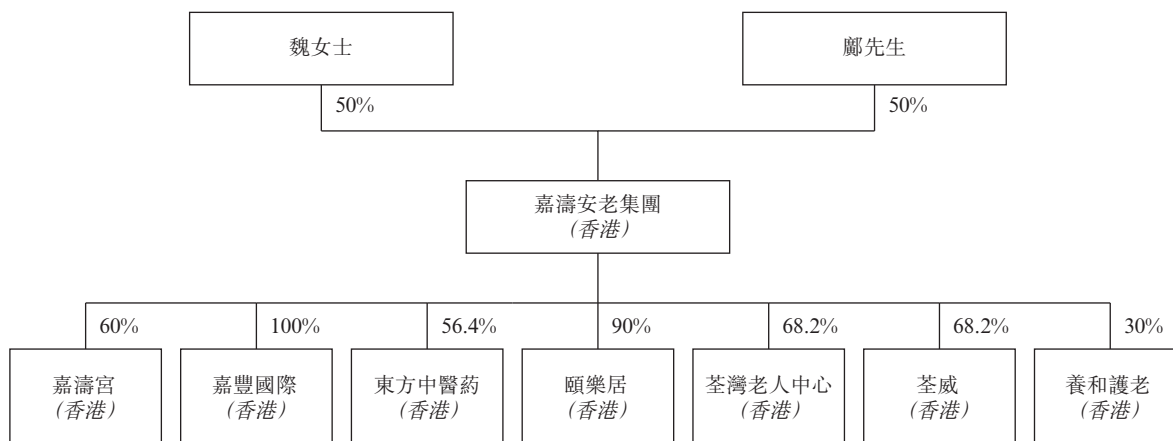 魏女士
鄺先生
50%
50%
嘉濤安老集團
(香港)
60%
100%
56.4%
90%
68.2%
68.2%
30%
嘉濤宮
(香港)
嘉豐國際
(香港)
東方中醫葯
(香港)
頤樂居
(香港)
荃灣老人中心
(香港)
荃威
(香港)
養和護老
(香港)